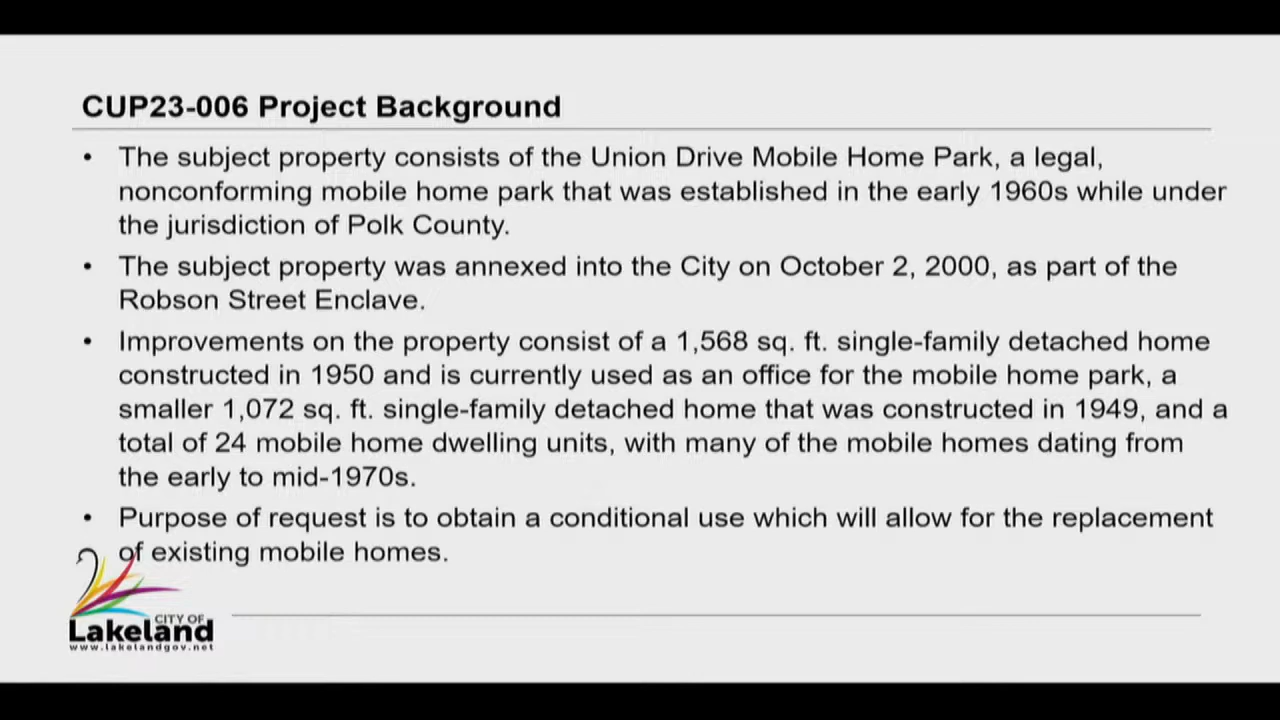 CUP23-006 Project Background
• The subject property consists of the Union Drive Mobile Home Park, a legal,
nonconforming mobile home park that was established in the early 1960s while under
the jurisdiction of Polk County.
• The subject property was annexed into the City on October 2, 2000, as part of the
Robson Street Enclave.
• Improvements on the property consist of a 1,568 sq. ft. single-family detached home
constructed in 1950 and is currently used as an office for the mobile home park, a
smaller 1,072 sq. ft. single-family detached home that was constructed in 1949, and a
total of 24 mobile home dwelling units, with many of the mobile homes dating from
the early to mid-1970s.
• Purpose of request is to obtain a conditional use which will allow for the replacement
of existing mobile homes.
CITY OF
Lakeland
www.lakelandgov.net